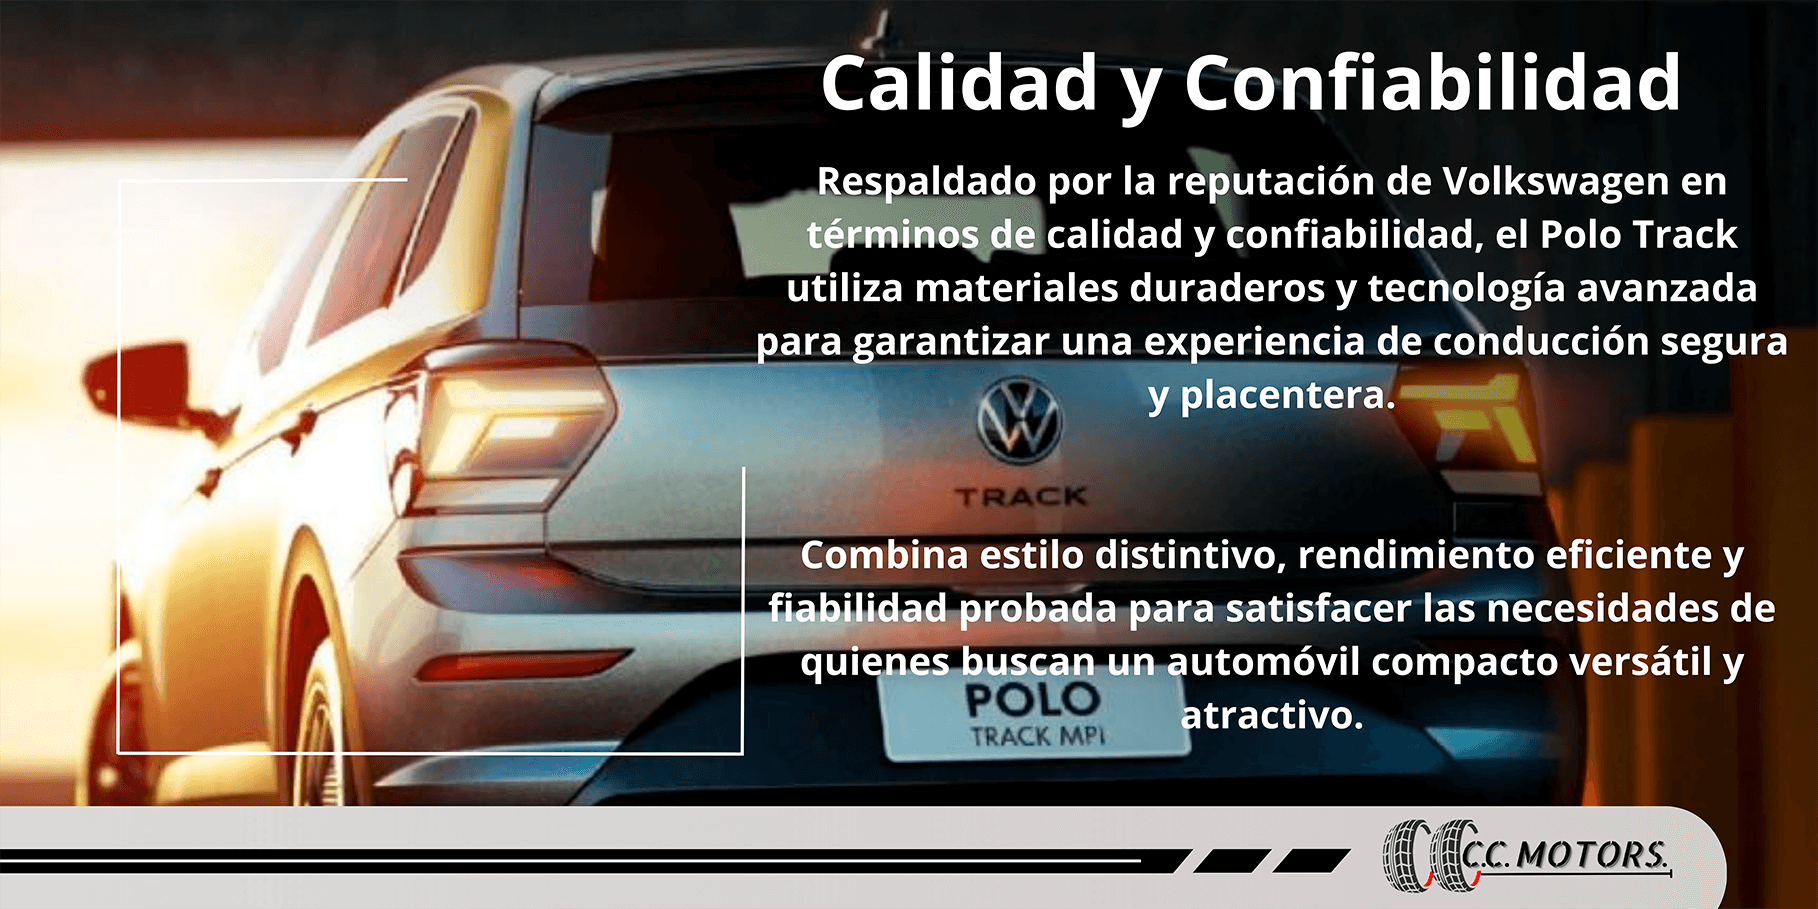 Calidad y Confiabilidad
Respaldado por la reputación de Volkswagen en
términos de calidad y confiabilidad, el Polo Track
utiliza materiales duraderos y tecnología avanzada
para garantizar una experiencia de conducción segura
y placentera.
TRACK
Combina estilo distintivo, rendimiento eficiente y
fiabilidad probada para satisfacer las necesidades de
quienes buscan un automóvil compacto versátil y
atractivo.
POLO
TRACK MPI
C.C. MOTORS.